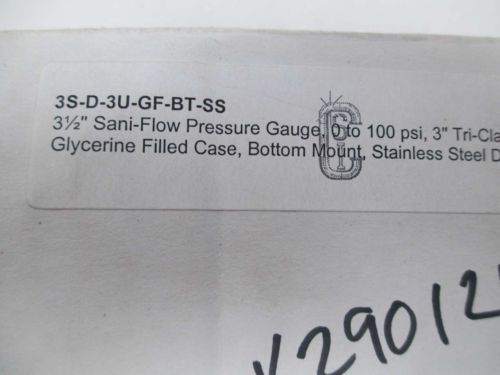 3S-D-3U-GF-BT-SS
3½" Sani-Flow Pressure Gauge, 0 to 100 psi, 3" Tri-Cla
Glycerine Filled Case, Bottom Mount, Stainless Steel D
X29012